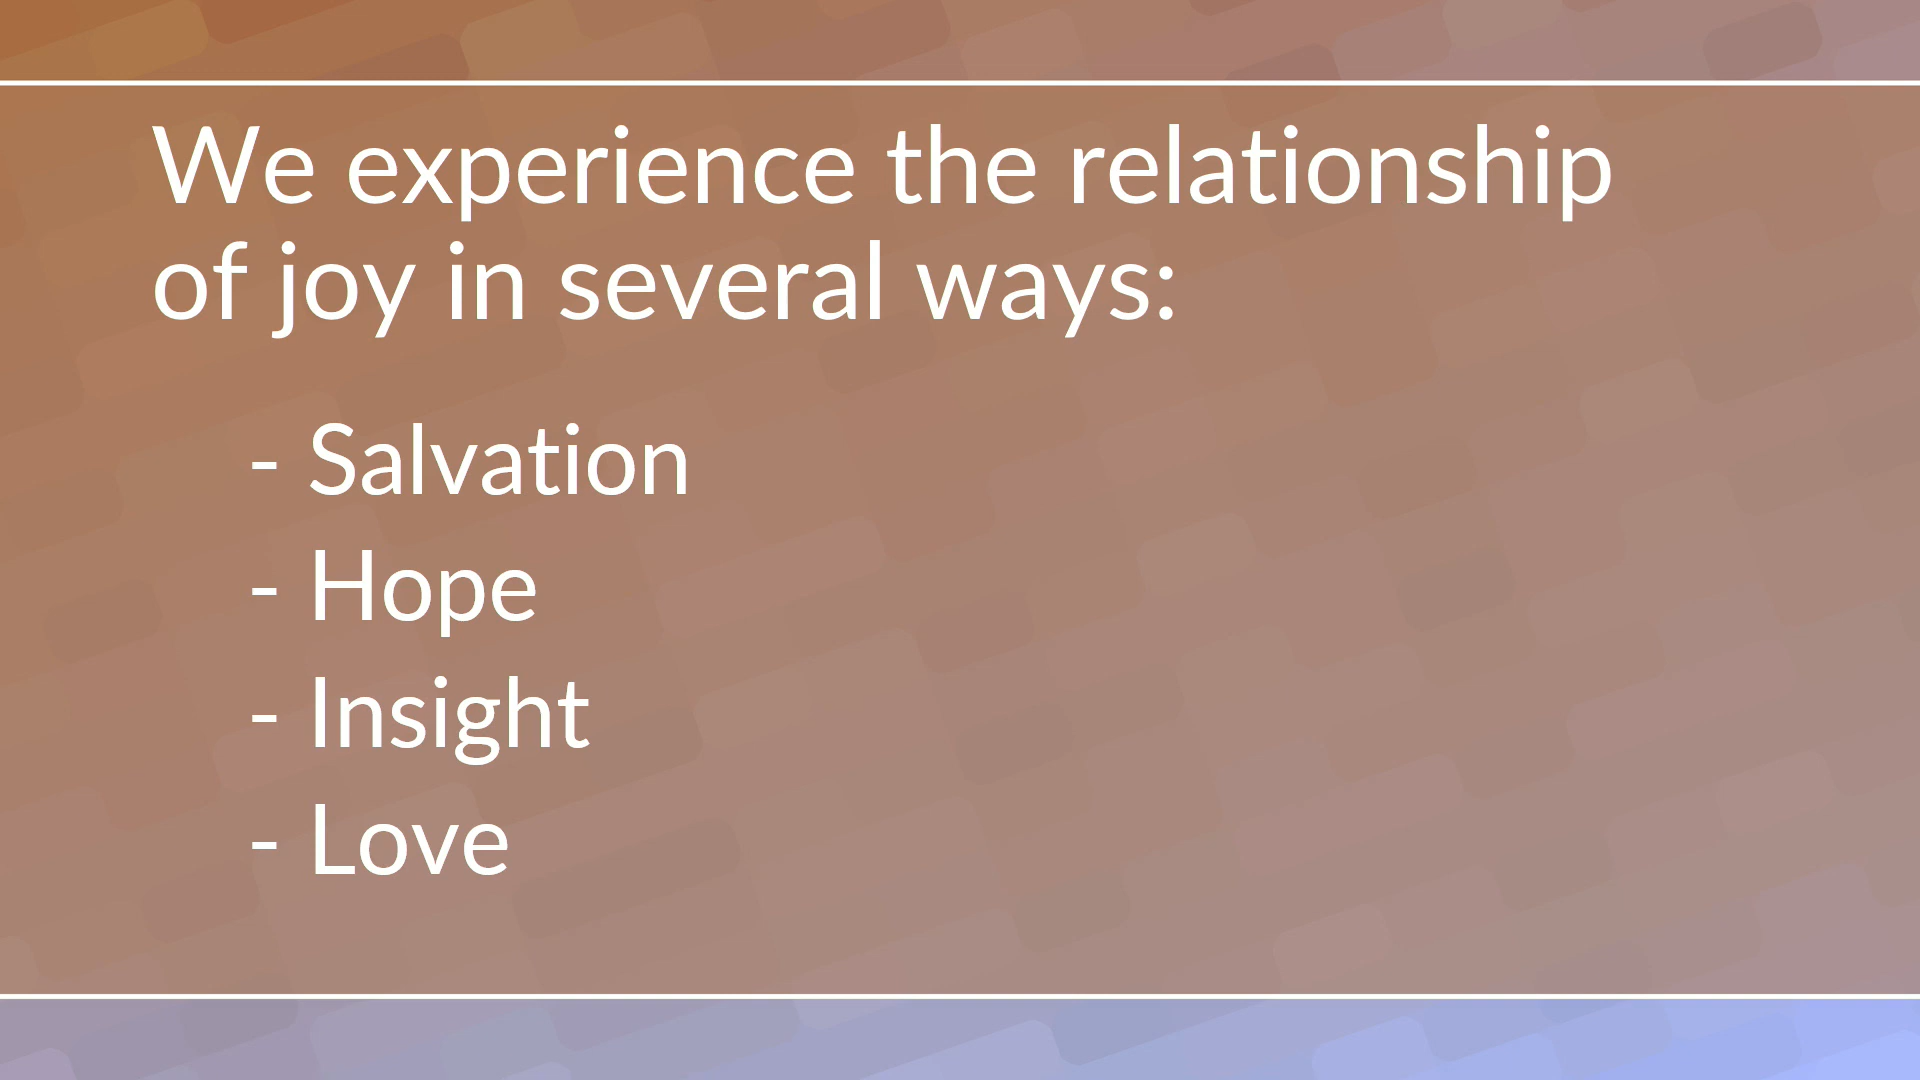 We experience the relationship
of joy in several ways:
- Salvation
- Hope
- Insight
- Love